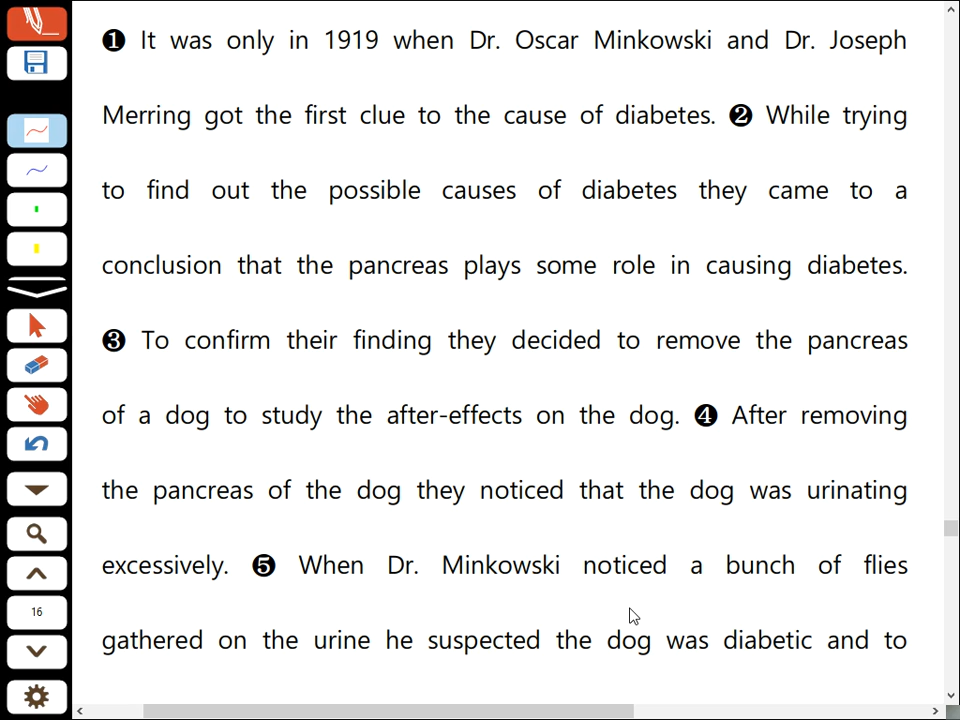 ❶ It was only in 1919 when Dr. Oscar Minkowski and Dr. Joseph
Merring got the first clue to the cause of diabetes. ❷ While trying
to find out the possible causes of diabetes they came to a
conclusion that the pancreas plays some role in causing diabetes.
❸ To confirm their finding they decided to remove the pancreas
of a dog to study the after-effects on the dog. ❹ After removing
the pancreas of the dog they noticed that the dog was urinating
excessively. ❺ When Dr. Minkowski noticed a bunch of flies
16
gathered on the urine he suspected the dog was diabetic and to